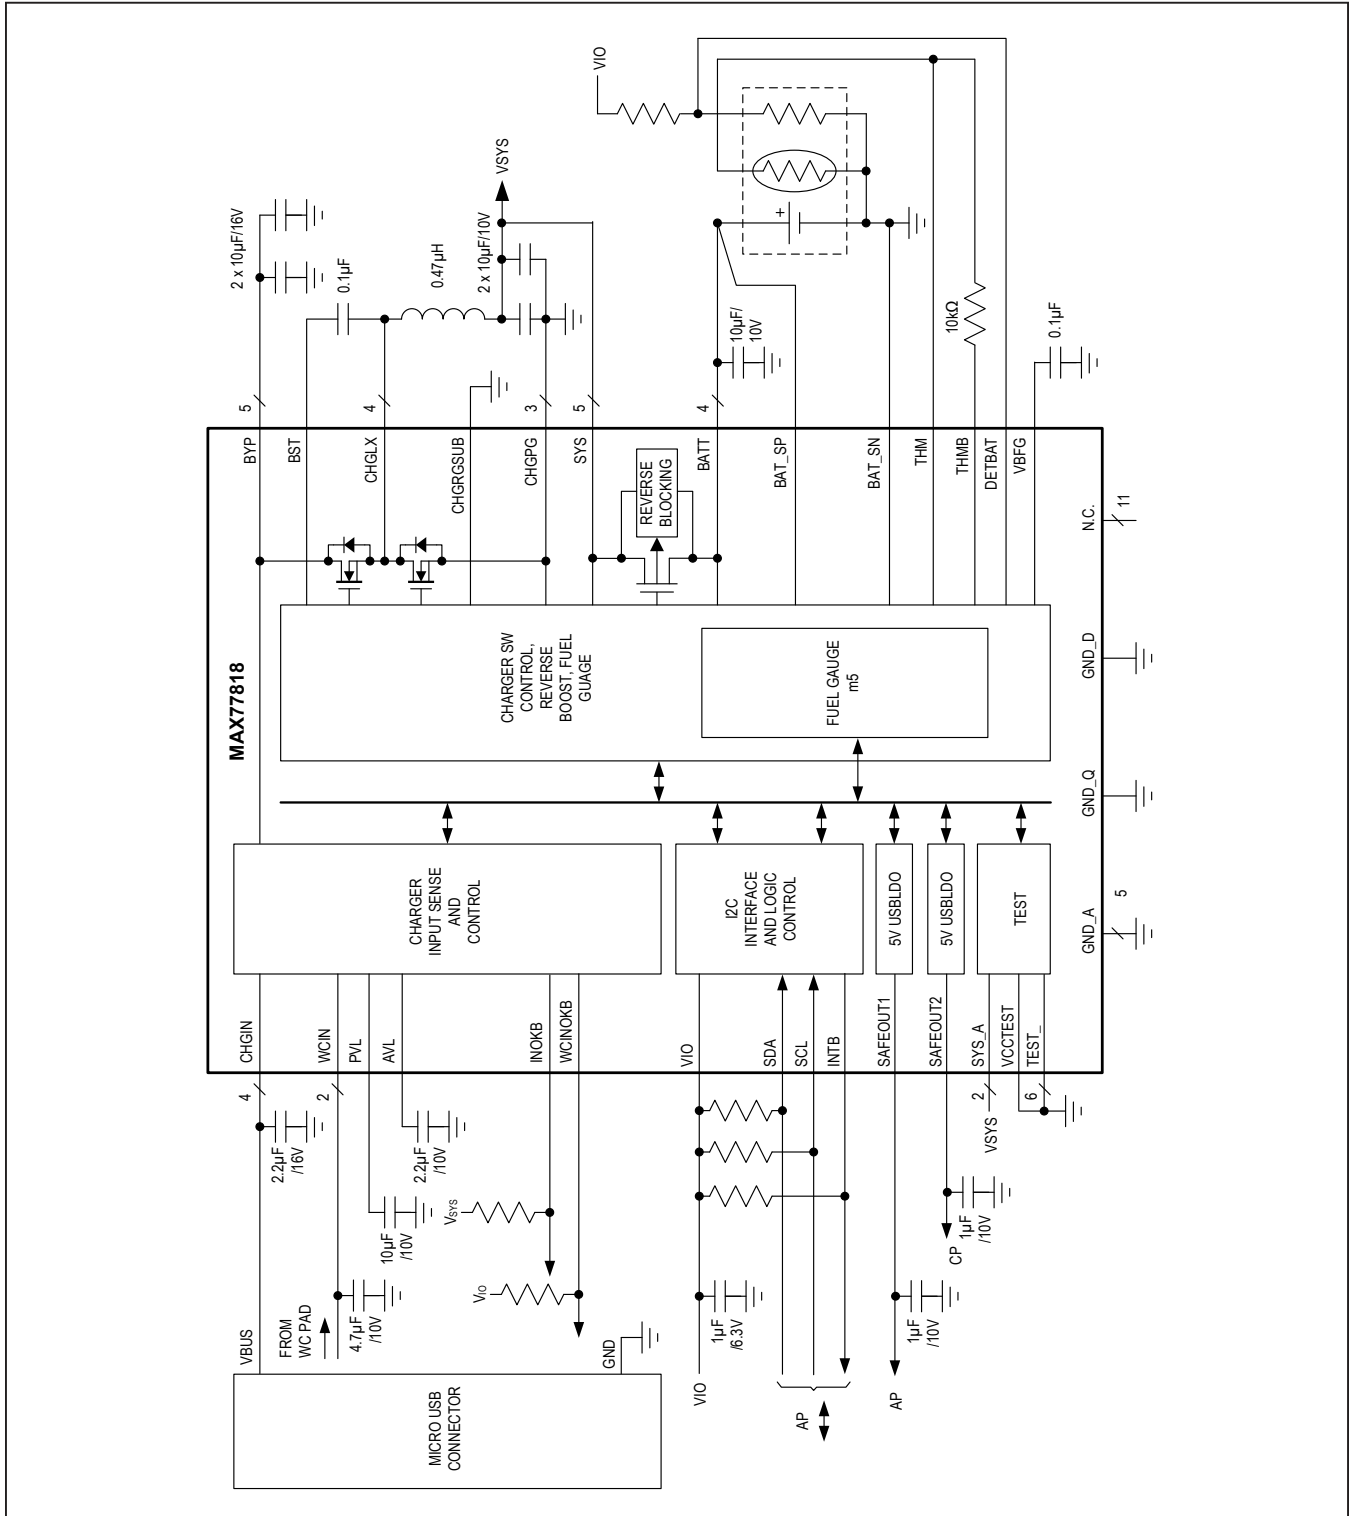 MICRO USB
CONNECTOR
VBUS
GND
FROM
WC PAD
4.7µF
/10V
10µF
/10V
2.2µF
/16V
2.2µF
/10V
VSYS
VIO
4
2
CHGIN
WCIN
PVL
AVL
INOKB
WCINOKB
VIO
AP
1µF
/6.3V
AP
1µF
/10V
CP
1µF
/10V
VSYS
2
6
VIO
SDA
SCL
INTB
SAFEOUT1
SAFEOUT2
SYS_A
VCCTEST
TEST_
MAX77818
CHARGER
INPUT SENSE
AND
CONTROL
I2C
INTERFACE
AND LOGIC
CONTROL
5V USBLDO
5V USBLDO
TEST
GND_A
5
GND_Q
GND_D
N.C.
11
CHARGER SW
CONTROL,
REVERSE
BOOST, FUEL
GUAGE
FUEL GAUGE
m5
REVERSE
BLOCKING
BYP
BST
CHGLX
CHGRGSUB
CHGPG
SYS
BATT
BAT_SP
BAT_SN
THM
THMB
DETBAT
VBFG
5
4
3
5
4
2 x 10µF/16V
0.1µF
0.47µH
2 x 10µF/10V
VSYS
10µF/
10V
VIO
+
10kΩ
0.1µF